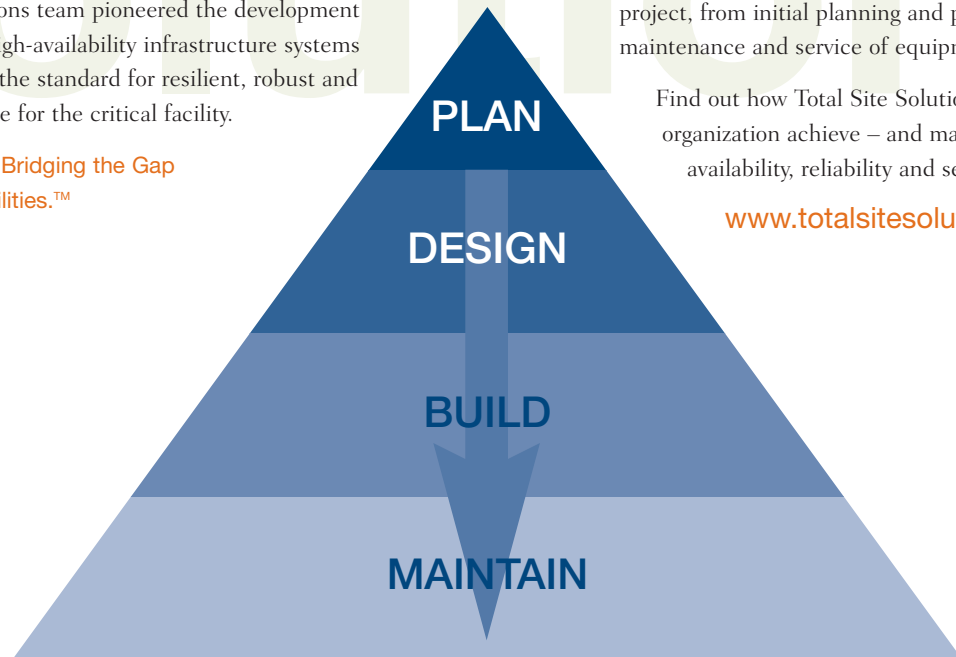 ons team pioneered the development
igh-availability infrastructure systems
the standard for resilient, robust and
e for the critical facility.
Bridging the Gap
lities.™
project, from initial planning and p
maintenance and service of equipm
Find out how Total Site Solutio
organization achieve – and ma
availability, reliability and se
www.totalsitesolu
PLAN
DESIGN
BUILD
MAINTAIN